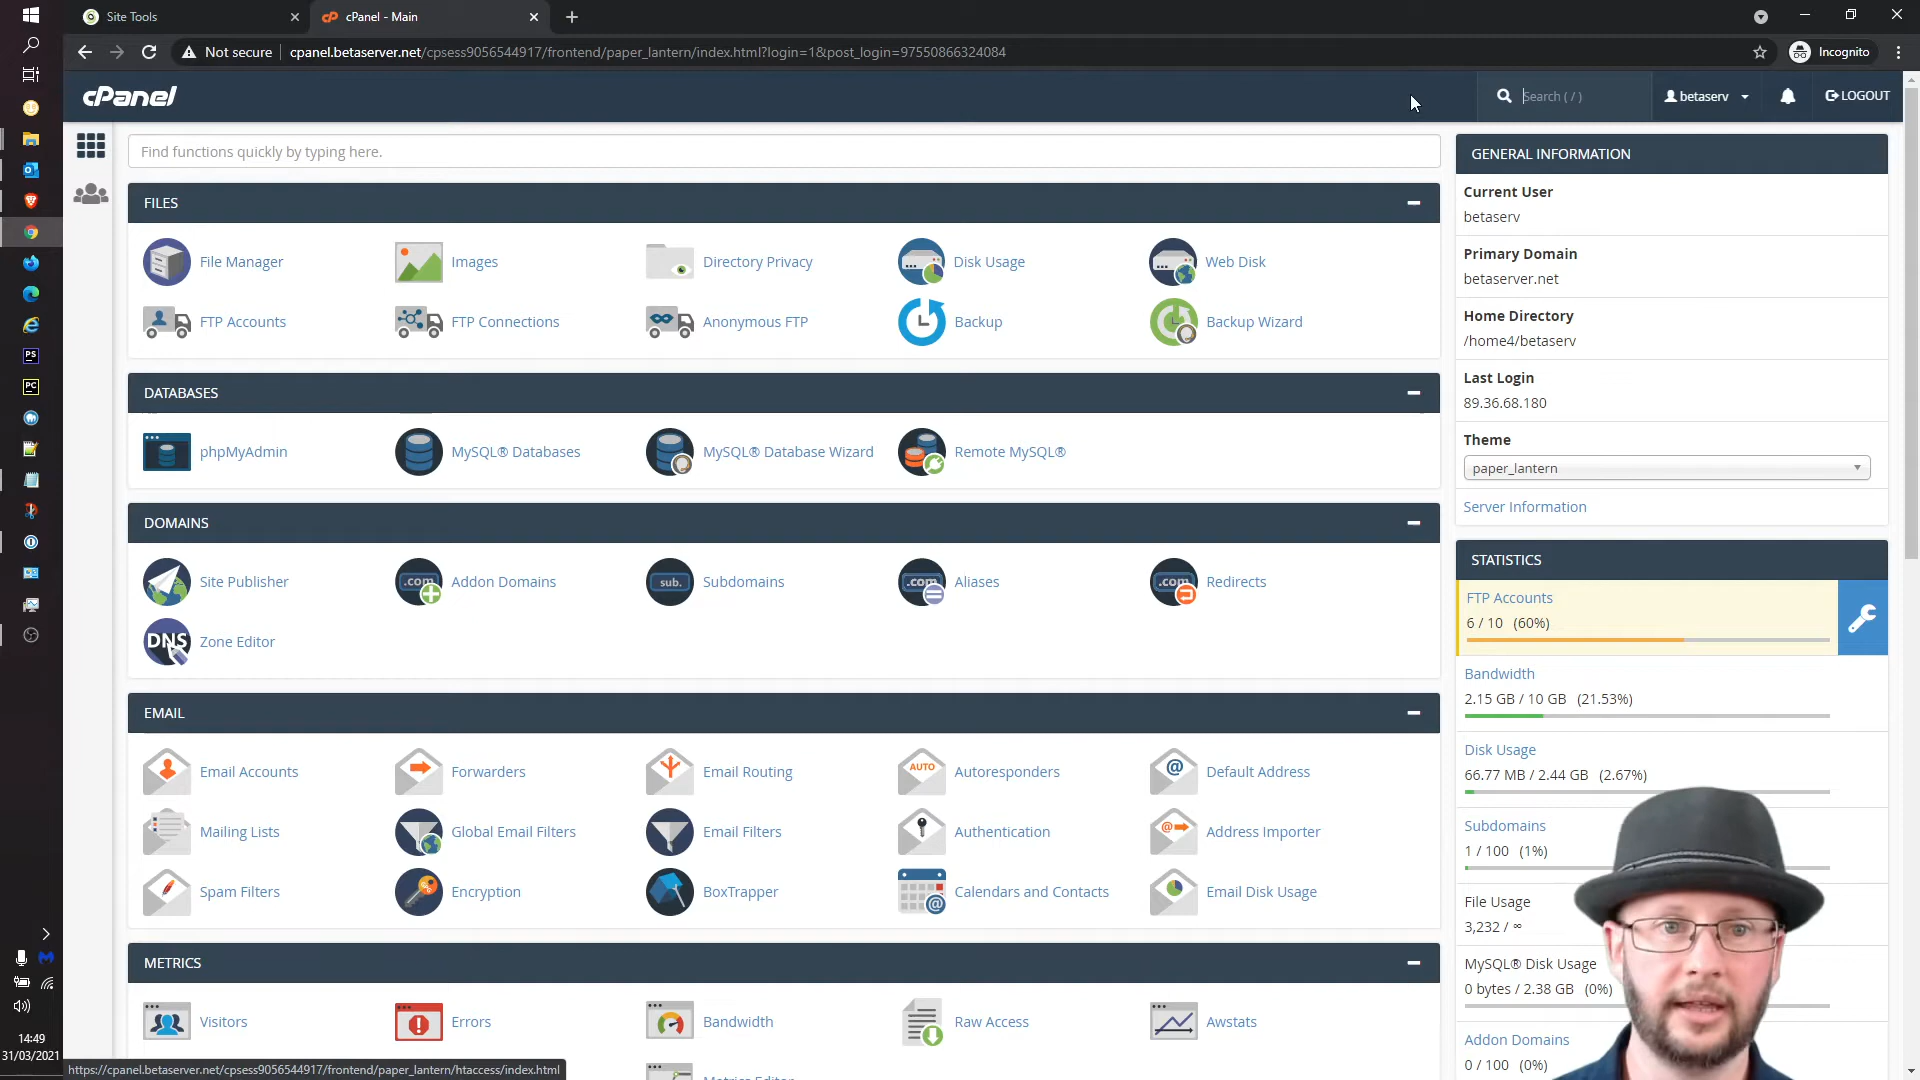 Site Tools
cPanel - Main
Not secure
cpanel.betaserver.net/cpsess9056544917/frontend/paper_lantern/index.html?login=1&post_login=97550866324084
Incognito
cPanel
Search ( / )
betaserv
LOGOUT
Find functions quickly by typing here.
FILES
File Manager
Images
Directory Privacy
Disk Usage
Web Disk
FTP Accounts
FTP Connections
Anonymous FTP
Backup
Backup Wizard
DATABASES
phpMyAdmin
MySQL® Databases
MySQL® Database Wizard
Remote MySQL®
DOMAINS
Site Publisher
.com
Addon Domains
sub.
Subdomains
.com
Aliases
.com
Redirects
DNS
Zone Editor
EMAIL
Email Accounts
Forwarders
Email Routing
AUTO
Autoresponders
@
Default Address
Mailing Lists
Global Email Filters
Email Filters
Authentication
@
Address Importer
Spam Filters
Encryption
BoxTrapper
@
Calendars and Contacts
Email Disk Usage
METRICS
Visitors
Errors
Bandwidth
Raw Access
Awstats
GENERAL INFORMATION
Current User
betaserv
Primary Domain
betaserver.net
Home Directory
/home4/betaserv
Last Login
89.36.68.180
Theme
paper_lantern
Server Information
STATISTICS
FTP Accounts
6 / 10 (60%)
Bandwidth
2.15 GB / 10 GB (21.53%)
Disk Usage
66.77 MB / 2.44 GB (2.67%)
Subdomains
1 / 100 (1%)
File Usage
3,232 / ∞
MySQL® Disk Usage
0 bytes / 2.38 GB (0%)
Addon Domains
0 / 100 (0%)
PS
PC
14:49
31/03/2021
https://cpanel.betaserver.net/cpsess9056544917/frontend/paper_lantern/htaccess/index.html